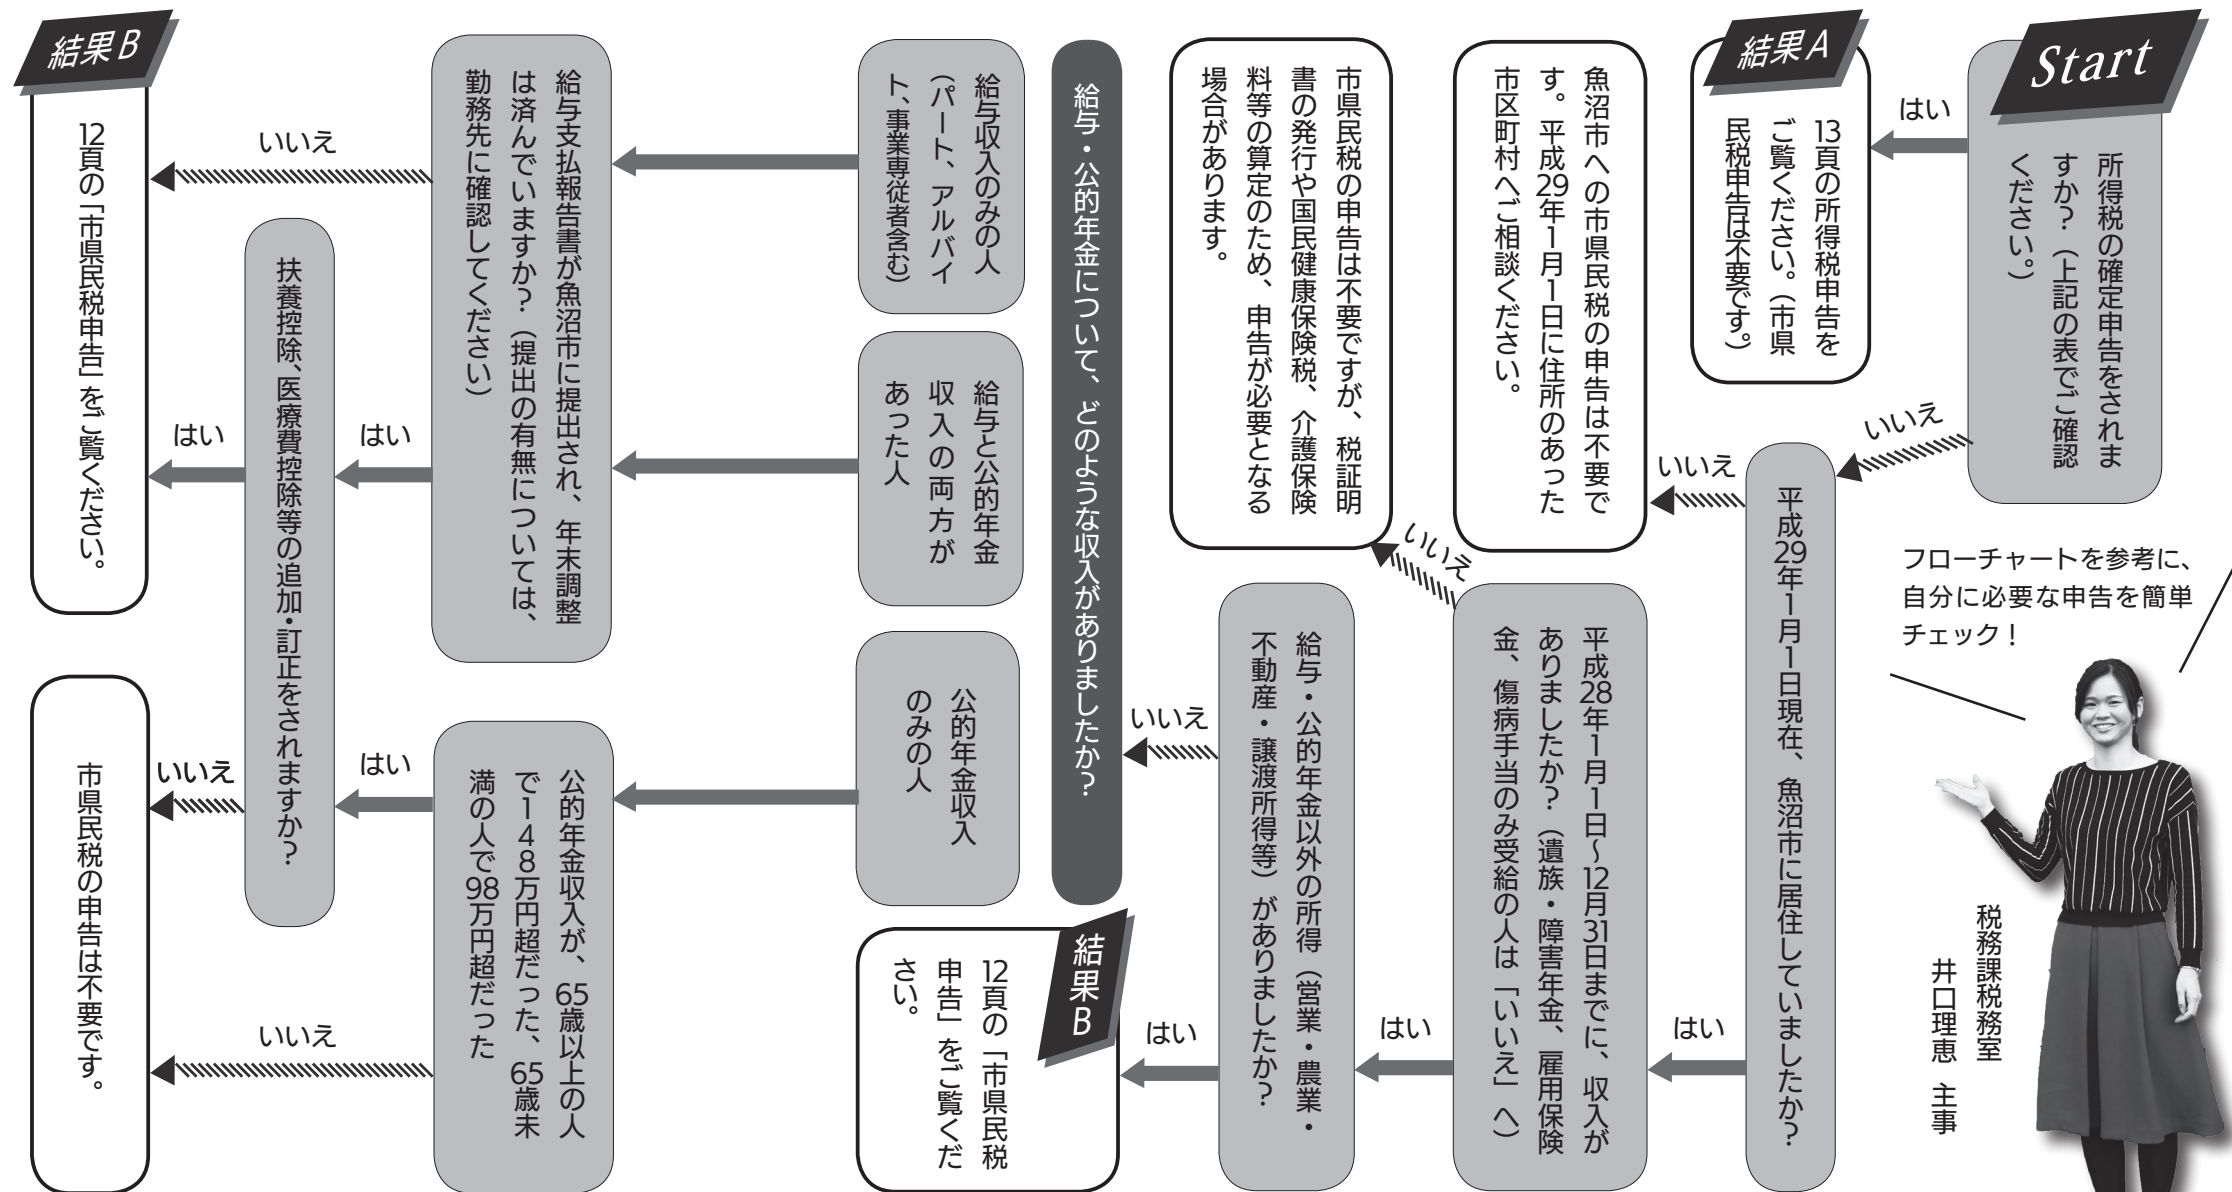 Start
所得税の確定申告をされま
すか？（上記の表でご確認
ください。）
はい
いいえ
結果A
13頁の所得税申告を
ご覧ください。（市県
民税申告は不要です。）
フローチャートを参考に、
自分に必要な申告を簡単
チェック！
税務課税務室
井口理恵 主事
平成29年1月1日現在、魚沼市に居住していましたか？
いいえ
はい
魚沼市への市県民税の申告は不要で
す。平成29年1月1日に住所のあった
市区町村へご相談ください。
平成28年1月1日～12月31日までに、収入が
ありましたか？（遺族・障害年金、雇用保険
金、傷病手当のみ受給の人は「いいえ」へ）
いいえ
はい
市県民税の申告は不要ですが、税証明
書の発行や国民健康保険税、介護保険
料等の算定のため、申告が必要となる
場合があります。
給与・公的年金以外の所得（営業・農業・
不動産・譲渡所得等）がありましたか？
いいえ
はい
結果B
12頁の「市県民税
申告」をご覧くだ
さい。
給与・公的年金について、どのような収入がありましたか？
給与収入のみの人
（パート、アルバイ
ト、事業専従者含む）
給与と公的年金
収入の両方が
あった人
公的年金収入
のみの人
給与支払報告書が魚沼市に提出され、年末調整
は済んでいますか？（提出の有無については、
勤務先に確認してください）
いいえ
はい
公的年金収入が、65歳以上の人
で148万円超だった、65歳未
満の人で98万円超だった
はい
いいえ
扶養控除、医療費控除等の追加・訂正をされますか？
はい
いいえ
結果B
12頁の「市県民税申告」をご覧ください。
市県民税の申告は不要です。